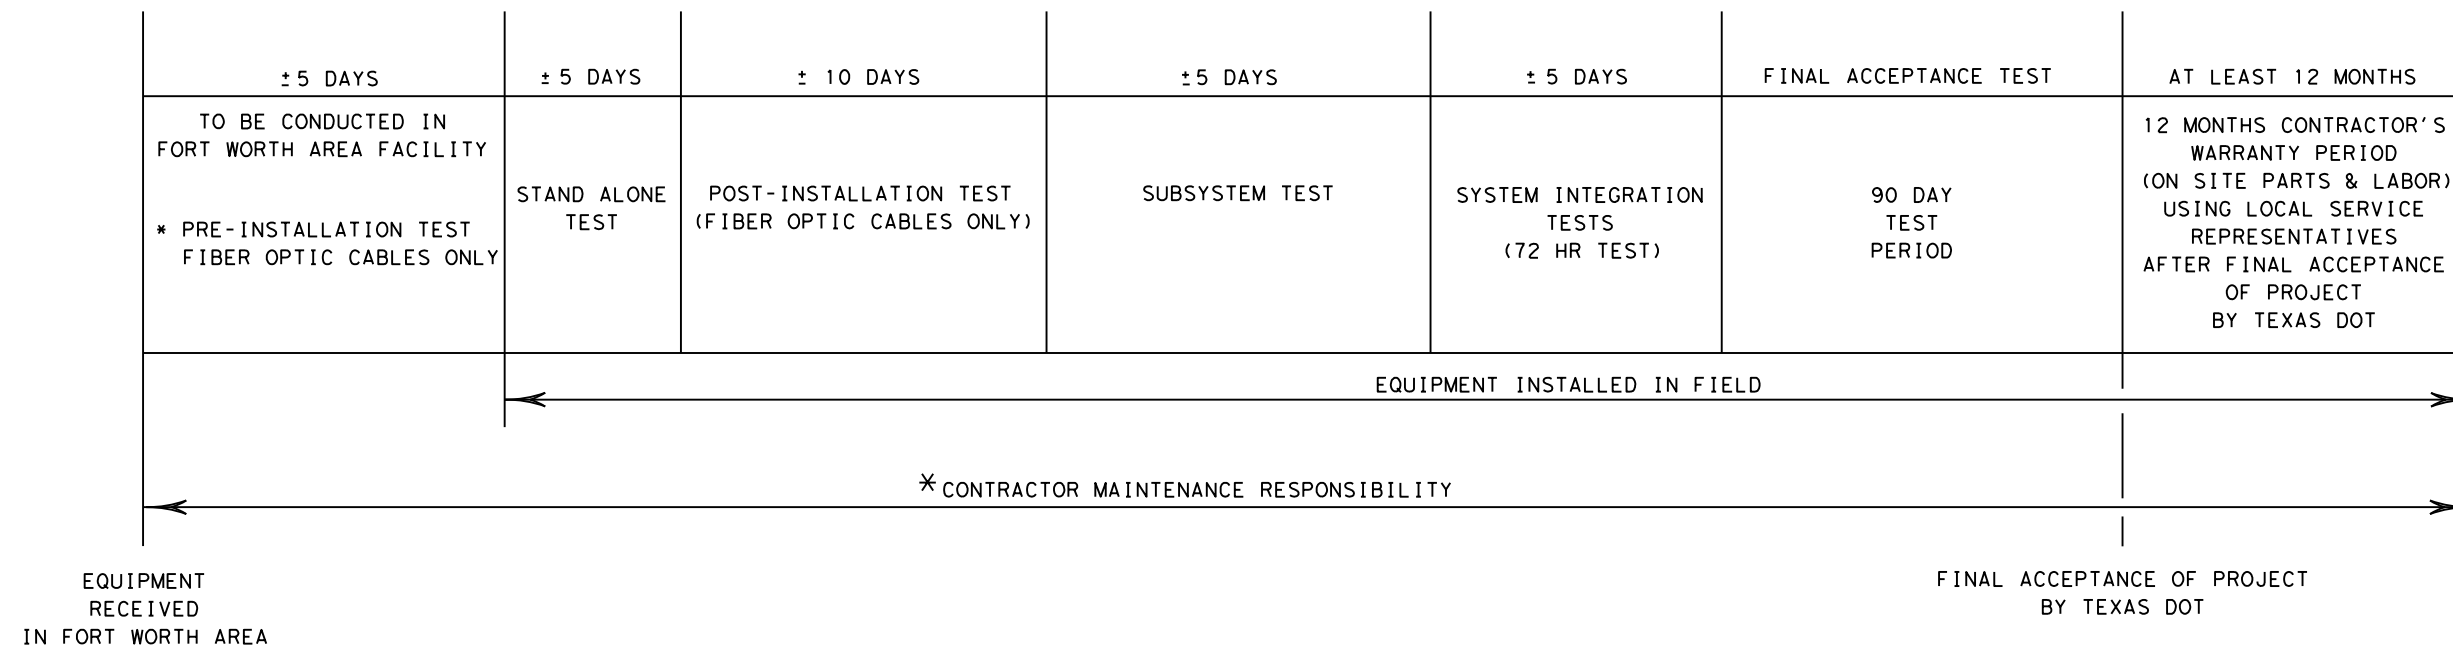 ±5 DAYS
± 5 DAYS
± 10 DAYS
±5 DAYS
± 5 DAYS
FINAL ACCEPTANCE TEST
AT LEAST 12 MONTHS
TO BE CONDUCTED IN
FORT WORTH AREA FACILITY
* PRE-INSTALLATION TEST
FIBER OPTIC CABLES ONLY
STAND ALONE
TEST
POST-INSTALLATION TEST
(FIBER OPTIC CABLES ONLY)
SUBSYSTEM TEST
SYSTEM INTEGRATION
TESTS
(72 HR TEST)
90 DAY
TEST
PERIOD
12 MONTHS CONTRACTOR'S
WARRANTY PERIOD
(ON SITE PARTS & LABOR)
USING LOCAL SERVICE
REPRESENTATIVES
AFTER FINAL ACCEPTANCE
OF PROJECT
BY TEXAS DOT
EQUIPMENT INSTALLED IN FIELD
* CONTRACTOR MAINTENANCE RESPONSIBILITY
EQUIPMENT
RECEIVED
IN FORT WORTH AREA
FINAL ACCEPTANCE OF PROJECT
BY TEXAS DOT